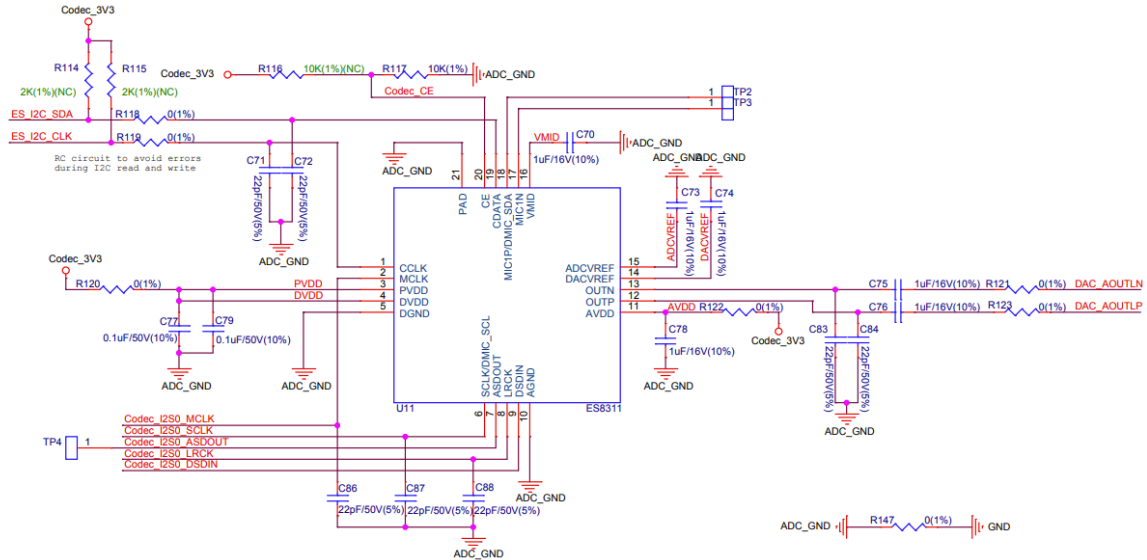 Codec_3V3
R114
R115
2K(1%)(NC)
2K(1%)(NC)
Codec_3V3
R116
10K(1%)(NC)
R117
10K(1%)
ADC_GND
Codec_CE
ES_I2C_SDA
R118
0(1%)
ES_I2C_CLK
R119
0(1%)
RC circuit to avoid errors
during I2C read and write
C71
C72
22pF/50V(5%)
22pF/50V(5%)
ADC_GND
ADC_GND
1
TP2
1
TP3
VMID
C70
1uF/16V(10%)
ADC_GND
ADC_GND
DAC_GND
C73
C74
1uF/16V(10%)
1uF/16V(10%)
ADCVREF
DACVREF
21
20
19
18
17
16
PAD
CE
CDATA
MIC1P/DMIC_SDA
MIC1N
VMID
1
CCLK
2
MCLK
3
PVDD
4
DVDD
5
DGND
ADCVREF
15
DACVREF
14
OUTN
13
OUTP
12
AVDD
11
SCLK/DMIC_SCL
ASDOUT
LRCK
DSDIN
AGND
6
7
8
9
10
U11
ES8311
Codec_3V3
R120
0(1%)
PVDD
DVDD
C77
0.1uF/50V(10%)
C79
0.1uF/50V(10%)
ADC_GND
ADC_GND
AVDD
R122
0(1%)
Codec_3V3
C78
1uF/16V(10%)
ADC_GND
C75
1uF/16V(10%)
R121
0(1%)
DAC_AOUTLN
C76
1uF/16V(10%)
R123
0(1%)
DAC_AOUTLP
C83
C84
22pF/50V(5%)
22pF/50V(5%)
ADC_GND
Codec_I2S0_MCLK
Codec_I2S0_SCLK
TP4
1
Codec_I2S0_ASDOUT
Codec_I2S0_LRCK
Codec_I2S0_DSDIN
C86
22pF/50V(5%)
C87
22pF/50V(5%)
C88
22pF/50V(5%)
ADC_GND
ADC_GND
ADC_GND
R147
0(1%)
GND